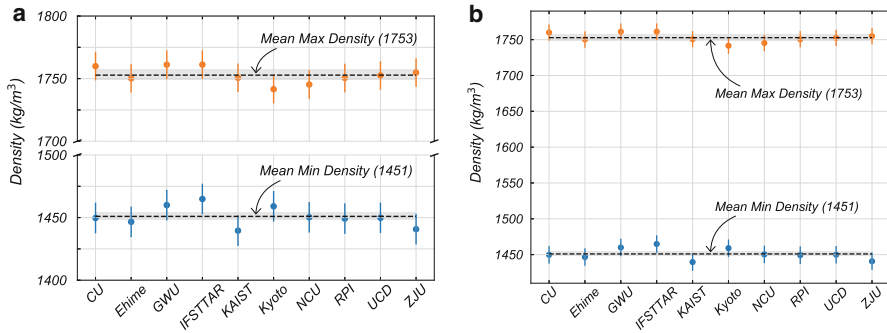 a
Density (kg/m³)
1800
1750
1700
1500
1450
1400
Mean Max Density (1753)
Mean Min Density (1451)
CU
Ehime
GWU
IFSTTAR
KAIST
Kyoto
NCU
RPI
UCD
ZJU
b
Density (kg/m³)
1750
1700
1650
1600
1550
1500
1450
Mean Max Density (1753)
Mean Min Density (1451)
CU
Ehime
GWU
IFSTTAR
KAIST
Kyoto
NCU
RPI
UCD
ZJU